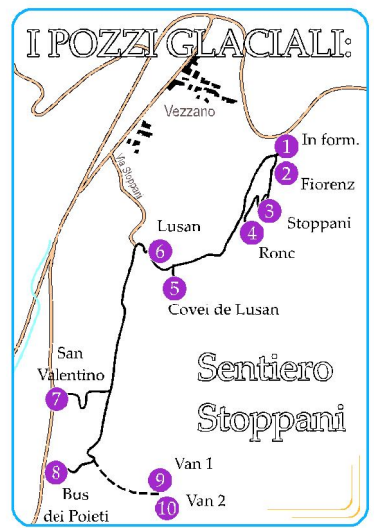 I POZZI GLACIALI:
Vezzano
Via Stoppani
1 In form.
2 Fiorenz
3 Stoppani
4 Ronc
Lusan
6
5
Covei de Lusan
San
Valentino
7
Sentiero
Stoppani
8
Bus
dei Poieti
9 Van 1
10 Van 2